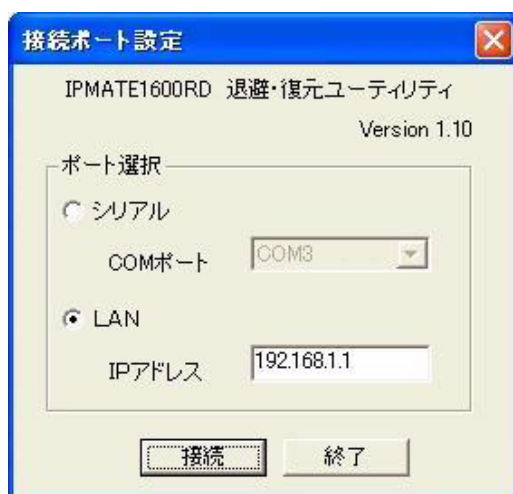 接続ポート設定
IPMATE1600RD 退避・復元ユーティリティ
Version 1.10
ポート選択
シリアル
COMポート COM3
LAN
IPアドレス 192.168.1.1
接続 終了